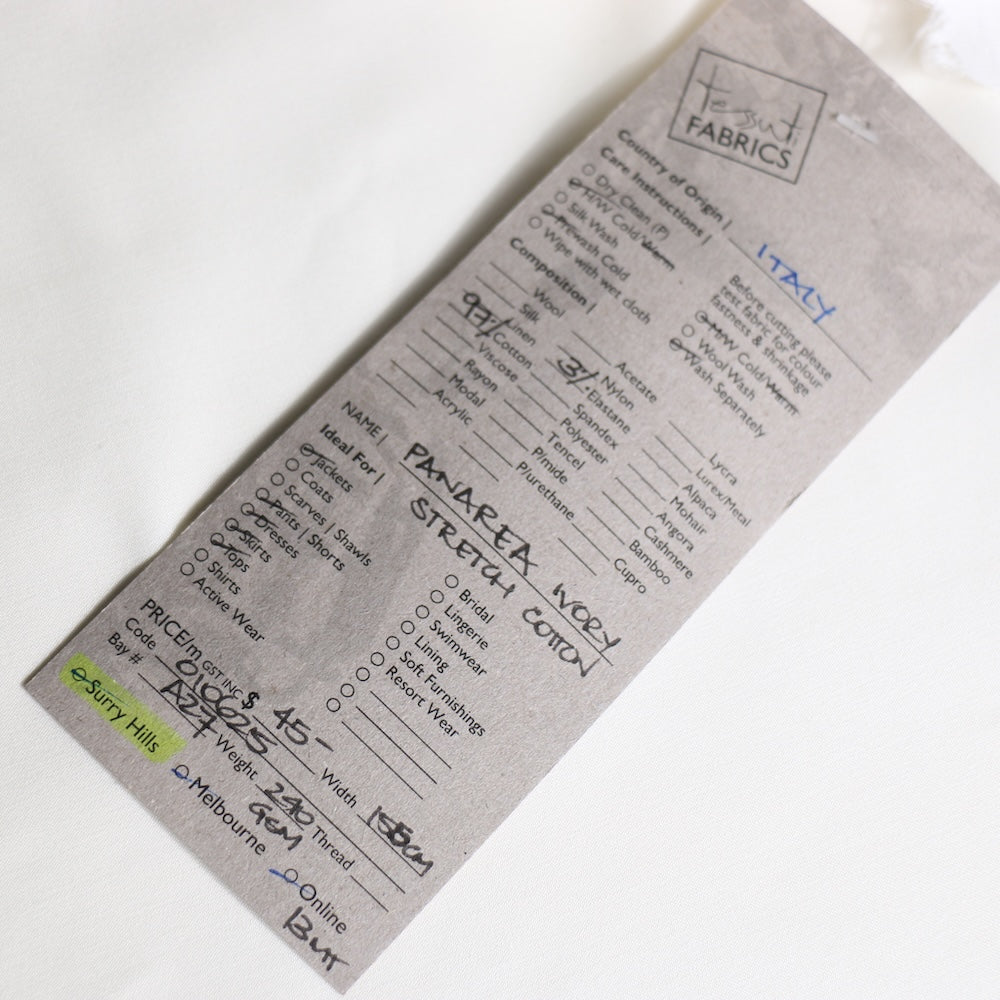 tessuti
FABRICS
Country of Origin | ITALY
Care Instructions |
Dry Clean (P)
H/W Cold/Warm
Silk Wash
Prewash Cold
Wipe with wet cloth
Before cutting please
test fabric for colour
fastness & shrinkage
M/W Cold/Warm
Wool Wash
Wash Separately
Composition |
Wool
Silk
Linen
97% Cotton
Viscose
Rayon
Modal
Acrylic
Acetate
Nylon
3% Elastane
Spandex
Polyester
Tencel
P/mide
P/urethane
Lycra
Lurex/Metal
Alpaca
Mohair
Angora
Cashmere
Bamboo
Cupro
NAME | PANAREA IVORY
STRETCH COTTON
Ideal For |
Jackets
Coats
Scarves | Shawls
Pants | Shorts
Dresses
Skirts
Tops
Shirts
Active Wear
Bridal
Lingerie
Swimwear
Lining
Soft Furnishings
Resort Wear
PRICE/m GST INC $ 45-
Code 010625 Width 155cm
Bay # A27 Weight 240 GSM Thread
Surry Hills Melbourne Online